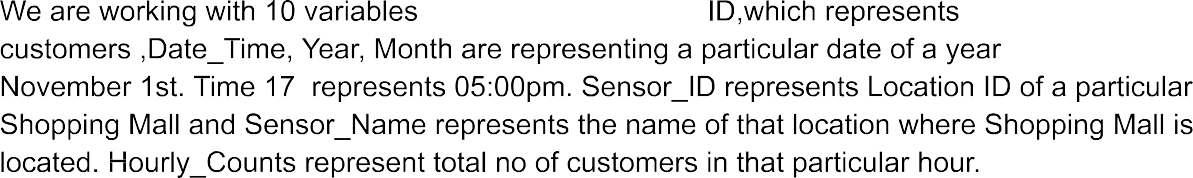 We are working with 10 variables ID,which represents
customers ,Date_Time, Year, Month are representing a particular date of a year
November 1st. Time 17 represents 05:00pm. Sensor_ID represents Location ID of a particular
Shopping Mall and Sensor_Name represents the name of that location where Shopping Mall is
located. Hourly_Counts represent total no of customers in that particular hour.